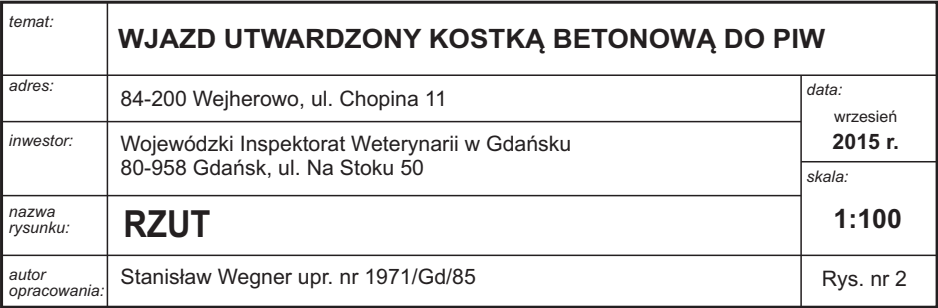 temat:
WJAZD UTWARDZONY KOSTKĄ BETONOWĄ DO PIW
adres:
84-200 Wejherowo, ul. Chopina 11
data:
wrzesień
2015 r.
inwestor:
Wojewódzki Inspektorat Weterynarii w Gdańsku
80-958 Gdańsk, ul. Na Stoku 50
skala:
1:100
nazwa
rysunku:
RZUT
autor
opracowania:
Stanisław Wegner upr. nr 1971/Gd/85
Rys. nr 2